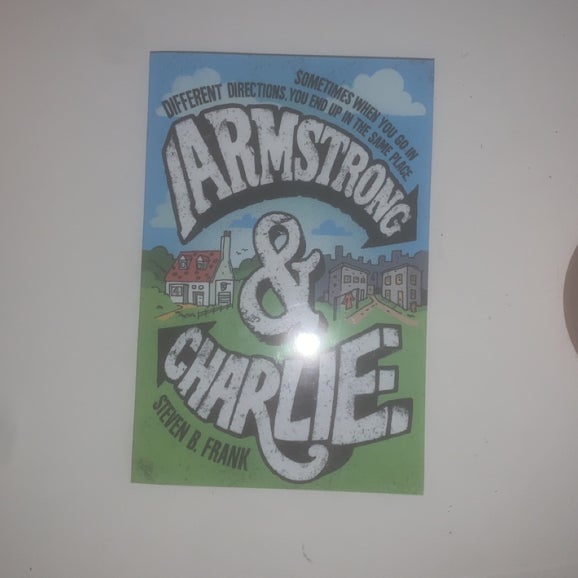 SOMETIMES WHEN YOU GO IN
DIFFERENT DIRECTIONS, YOU END UP IN THE SAME PLACE
ARMSTRONG
&
CHARLIE
STEVEN B. FRANK